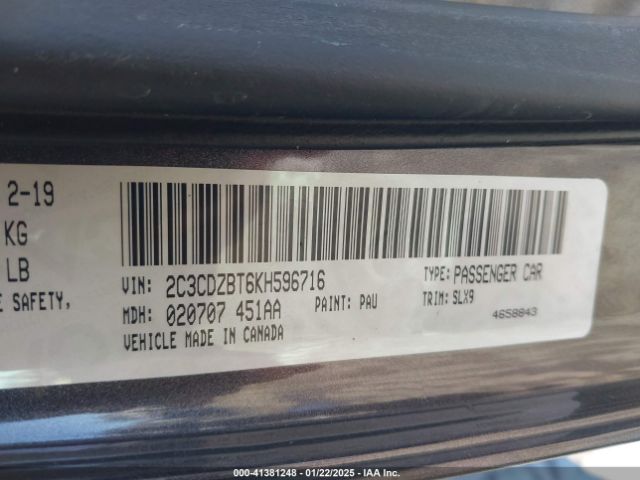 2-19
KG
LB
E SAFETY,
VIN: 2C3CDZBT6KH596716
TYPE: PASSENGER CAR
MDH: 020707 451AA
PAINT: PAU
TRIM: SLX9
VEHICLE MADE IN CANADA
4658843
000-41381248 - 01/22/2025 - IAA Inc.